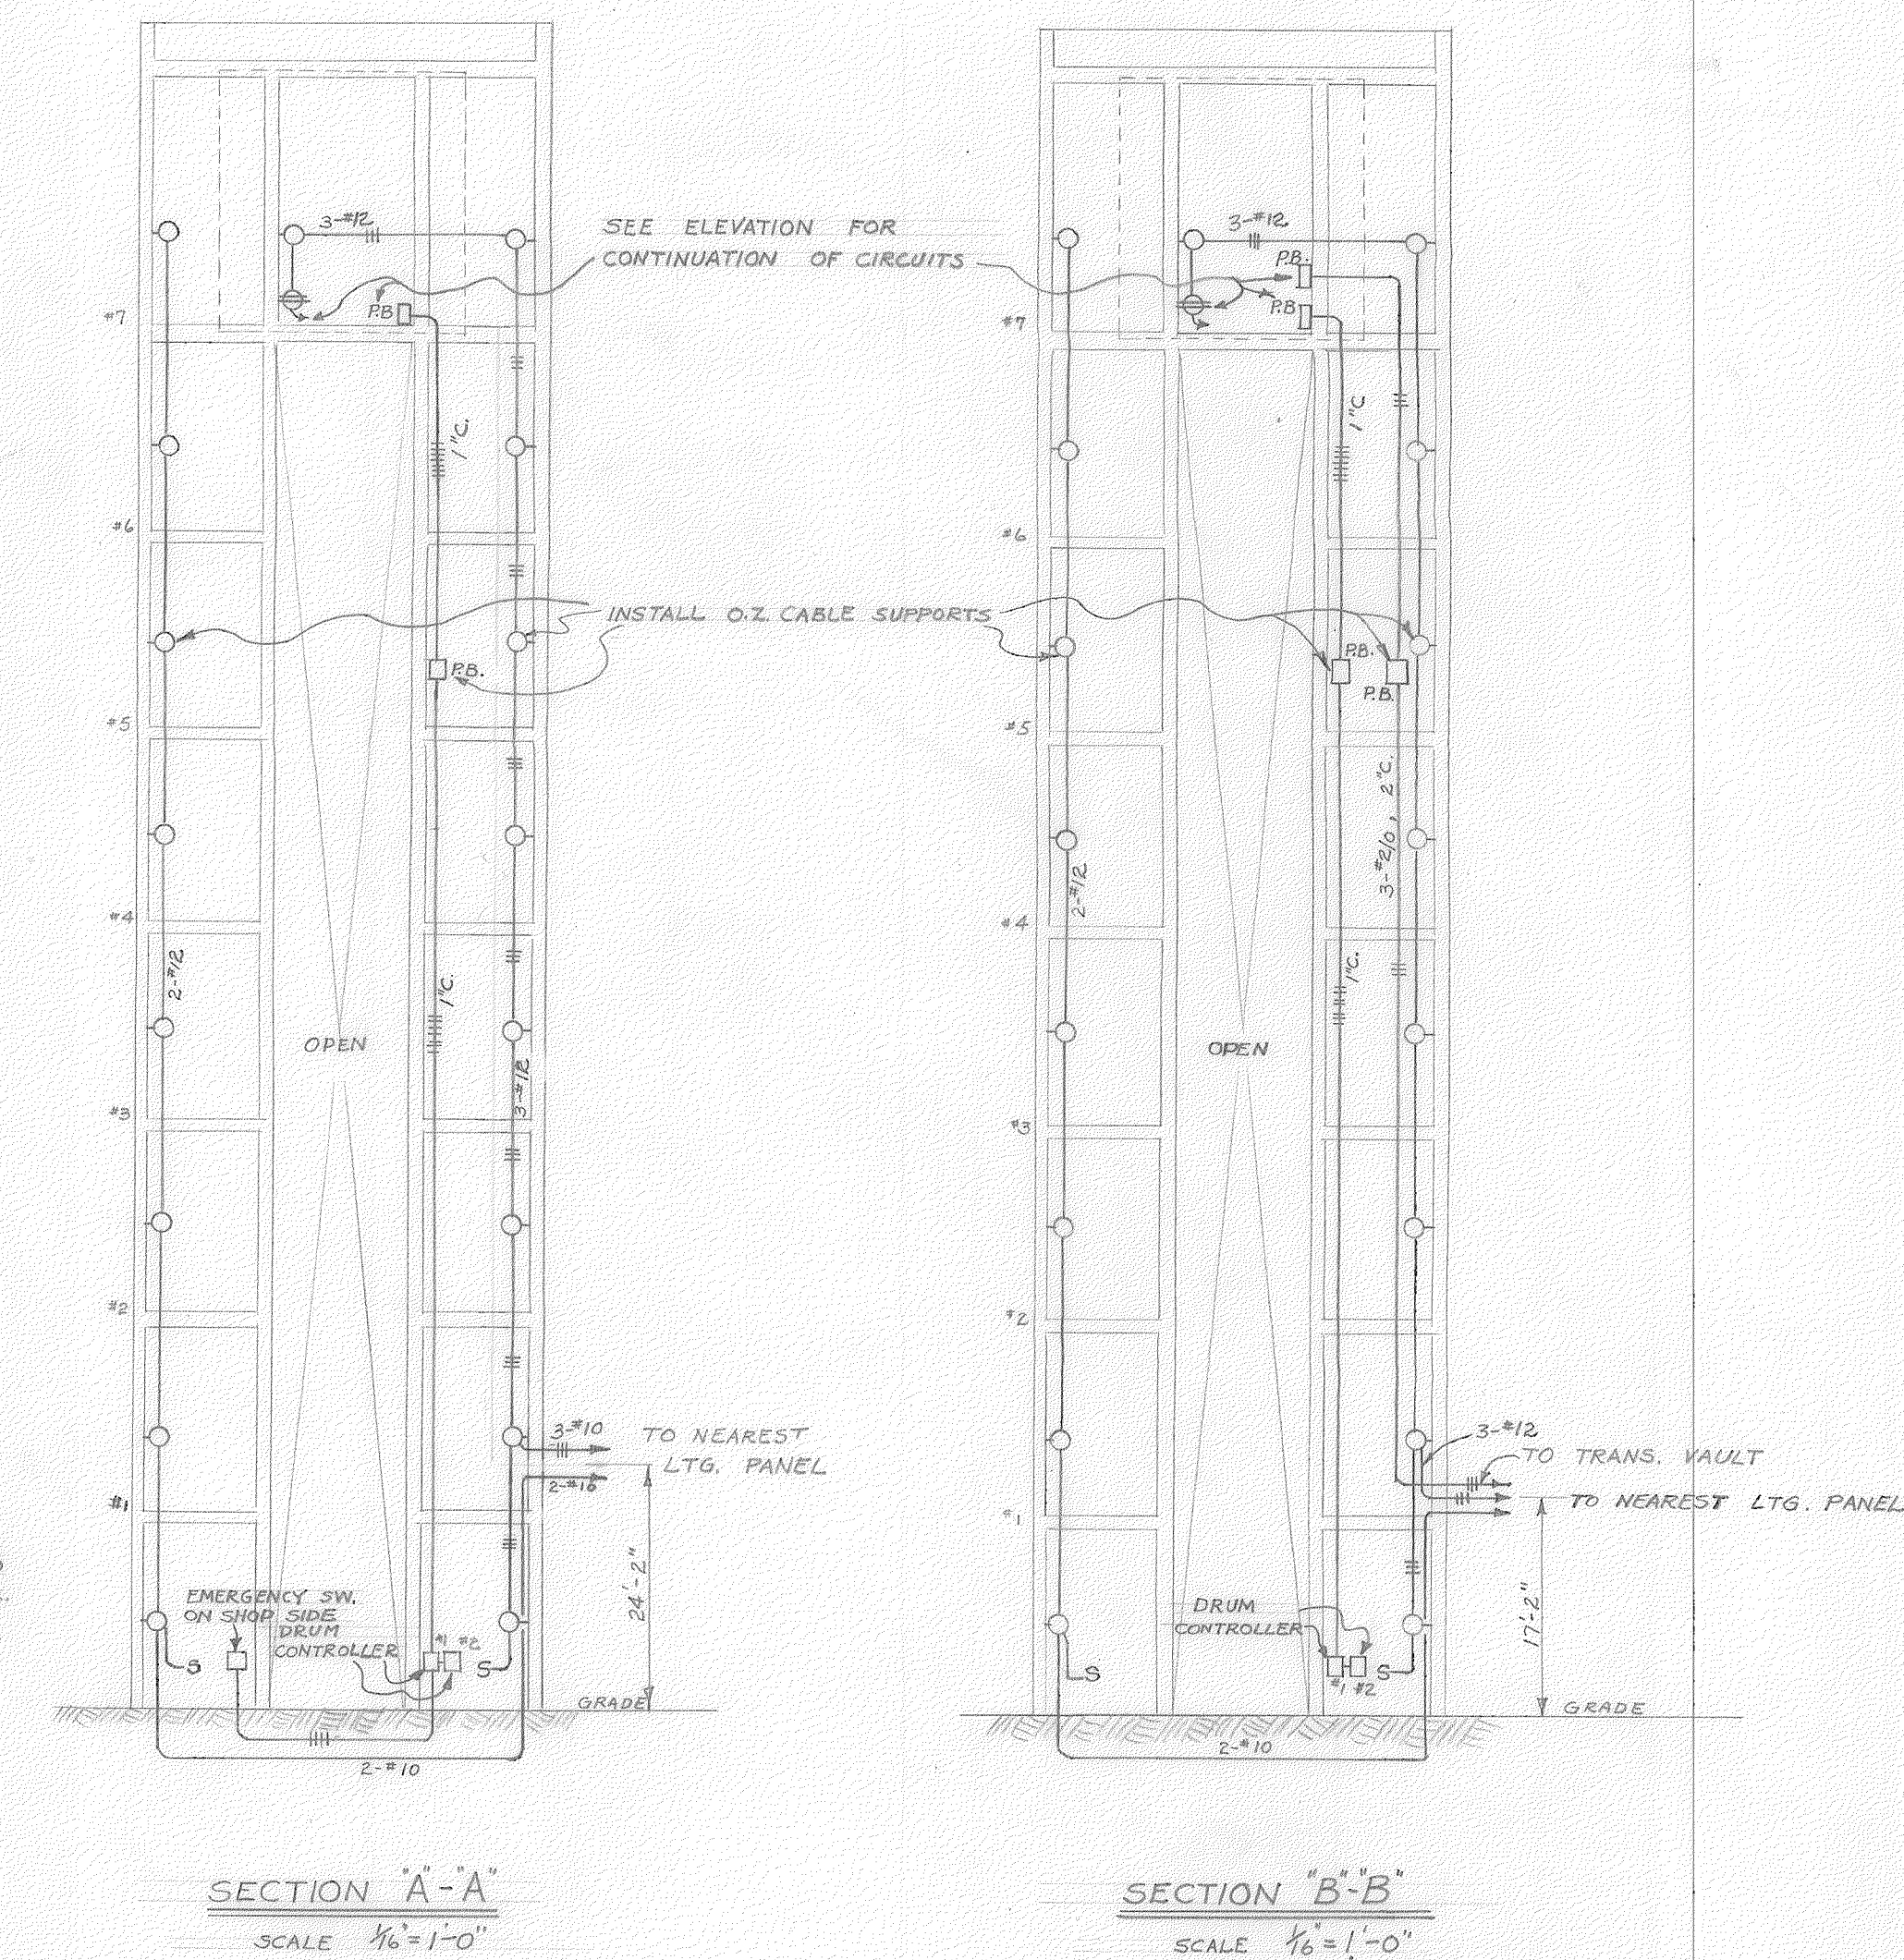 3-#12
SEE ELEVATION FOR
CONTINUATION OF CIRCUITS
P.B
#7
1"C.
#6
INSTALL O.Z. CABLE SUPPORTS
P.B.
#5
#4
2-#12
1"C.
OPEN
3-#12
#3
#2
3-#10
TO NEAREST
LTG. PANEL
#1
24'-2"
EMERGENCY SW.
ON SHOP SIDE
DRUM
CONTROLLER
#1 #2
S
S
GRADE
2-#10
SECTION "A"-"A"
SCALE 1/16"=1'-0"
3-#12
P.B.
P.B
#7
1"C
#6
P.B.
P.B.
#5
3-#2/0, 2"C.
2-#12
#4
1"C.
OPEN
#3
#2
3-#12
TO TRANS. VAULT
TO NEAREST LTG. PANEL
#1
17'-2"
DRUM
CONTROLLER
S
S
#1 #2
GRADE
2-#10
SECTION "B"-"B"
SCALE 1/16"=1'-0"